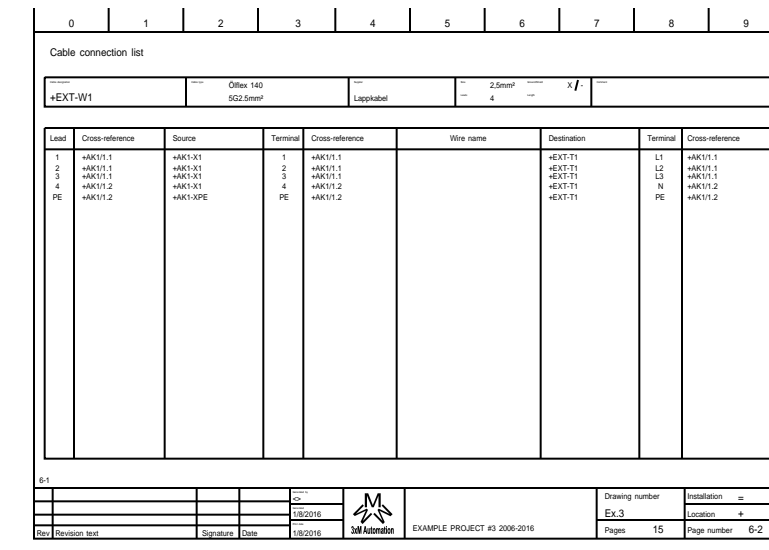 0 1 2 3 4 5 6 7 8 9
Cable connection list
Ölflex 140 2,5mm² X / -
+EXT-W1 5G2.5mm² Lappkabel 4
Lead Cross-reference Source Terminal Cross-reference Wire name Destination Terminal Cross-reference
1 +AK1/1.1 +AK1-X1 1 +AK1/1.1 +EXT-T1 L1 +AK1/1.1
2 +AK1/1.1 +AK1-X1 2 +AK1/1.1 +EXT-T1 L2 +AK1/1.1
3 +AK1/1.1 +AK1-X1 3 +AK1/1.1 +EXT-T1 L3 +AK1/1.1
4 +AK1/1.2 +AK1-X1 4 +AK1/1.2 +EXT-T1 N +AK1/1.2
PE +AK1/1.2 +AK1-XPE PE +AK1/1.2 +EXT-T1 PE +AK1/1.2
6-1
<> M Drawing number Installation =
1/8/2016 Ex.3 Location +
Rev Revision text Signature Date 1/8/2016 3xM Automation EXAMPLE PROJECT #3 2006-2016 Pages 15 Page number 6-2